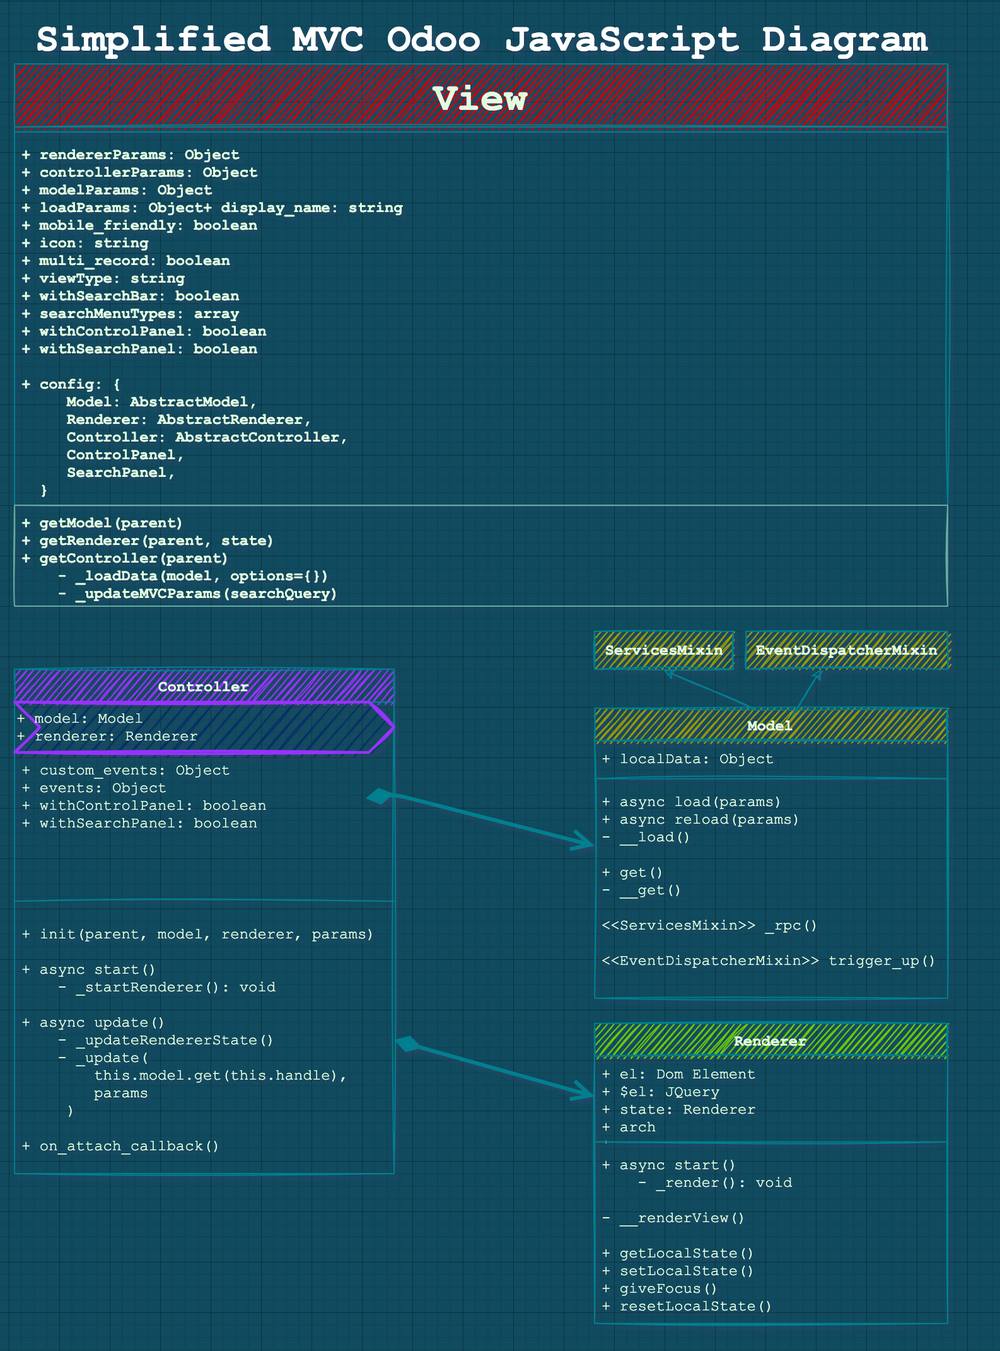 Simplified MVC Odoo JavaScript Diagram
View
+ rendererParams: Object
+ controllerParams: Object
+ modelParams: Object
+ loadParams: Object+ display_name: string
+ mobile_friendly: boolean
+ icon: string
+ multi_record: boolean
+ viewType: string
+ withSearchBar: boolean
+ searchMenuTypes: array
+ withControlPanel: boolean
+ withSearchPanel: boolean
+ config: {
Model: AbstractModel,
Renderer: AbstractRenderer,
Controller: AbstractController,
ControlPanel,
SearchPanel,
}
+ getModel(parent)
+ getRenderer(parent, state)
+ getController(parent)
- _loadData(model, options={})
- _updateMVCParams(searchQuery)
Controller
+ model: Model
+ renderer: Renderer
+ custom_events: Object
+ events: Object
+ withControlPanel: boolean
+ withSearchPanel: boolean
+ init(parent, model, renderer, params)
+ async start()
- _startRenderer(): void
+ async update()
- _updateRendererState()
- _update(
this.model.get(this.handle),
params
)
+ on_attach_callback()
ServicesMixin
EventDispatcherMixin
Model
+ localData: Object
+ async load(params)
+ async reload(params)
- __load()
+ get()
- __get()
<<ServicesMixin>> _rpc()
<<EventDispatcherMixin>> trigger_up()
Renderer
+ el: Dom Element
+ $el: JQuery
+ state: Renderer
+ arch
+ async start()
- _render(): void
- __renderView()
+ getLocalState()
+ setLocalState()
+ giveFocus()
+ resetLocalState()